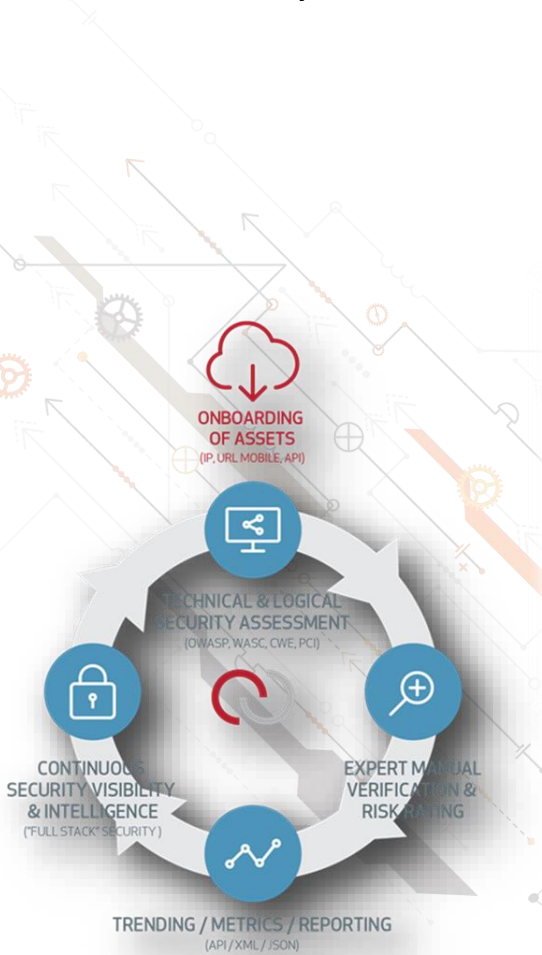 ONBOARDING
OF ASSETS
(IP, URL MOBILE, API)
TECHNICAL & LOGICAL
SECURITY ASSESSMENT
(OWASP, WASC, CWE, PCI)
CONTINUOUS
SECURITY VISIBILITY
& INTELLIGENCE
("FULL STACK" SECURITY)
EXPERT MANUAL
VERIFICATION &
RISK RATING
TRENDING / METRICS / REPORTING
(API / XML / JSON)